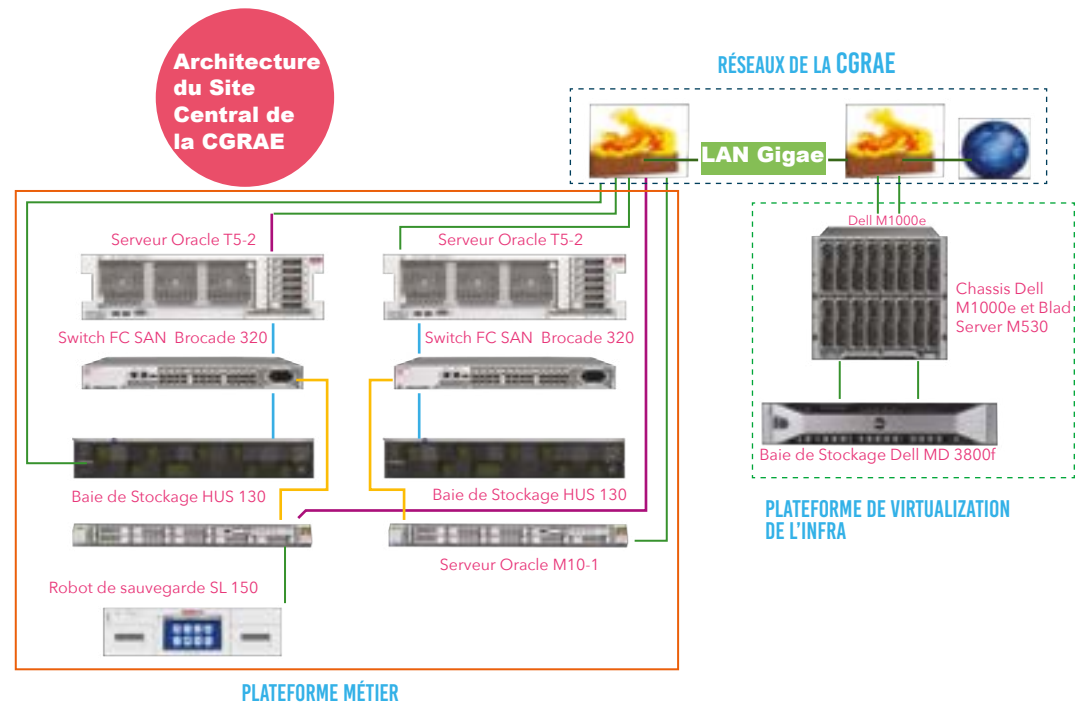 Architecture
du Site
Central de
la CGRAE
RÉSEAUX DE LA CGRAE
LAN Gigae
Dell M1000e
Serveur Oracle T5-2
Serveur Oracle T5-2
Chassis Dell
M1000e et Blad
Server M530
Switch FC SAN Brocade 320
Switch FC SAN Brocade 320
Baie de Stockage Dell MD 3800f
Baie de Stockage HUS 130
Baie de Stockage HUS 130
PLATEFORME DE VIRTUALIZATION
DE L'INFRA
Serveur Oracle M10-1
Robot de sauvegarde SL 150
PLATEFORME MÉTIER